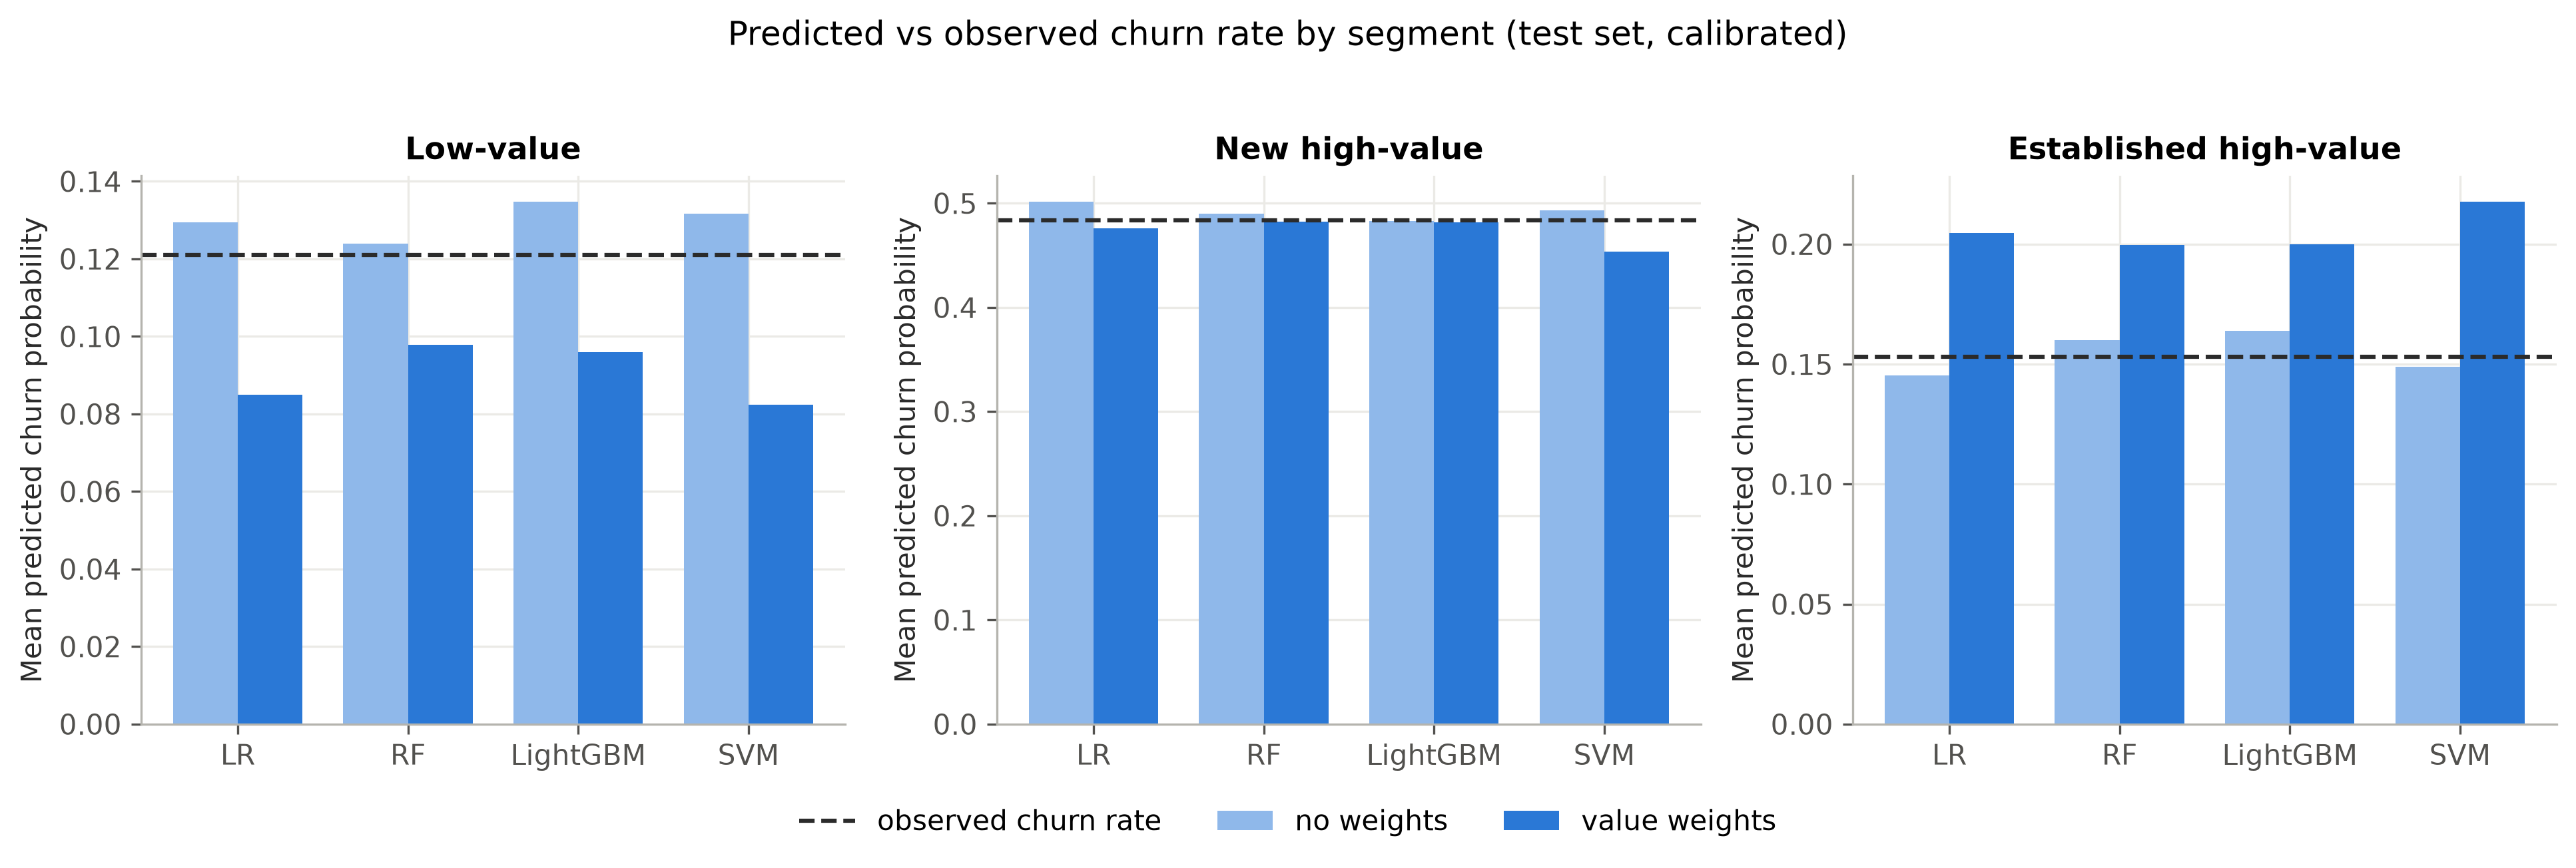 Predicted vs observed churn rate by segment (test set, calibrated)
Low-value
Mean predicted churn probability
0.14
0.12
0.10
0.08
0.06
0.04
0.02
0.00
LR RF LightGBM SVM
New high-value
Mean predicted churn probability
0.5
0.4
0.3
0.2
0.1
0.0
LR RF LightGBM SVM
Established high-value
Mean predicted churn probability
0.20
0.15
0.10
0.05
0.00
LR RF LightGBM SVM
observed churn rate no weights value weights